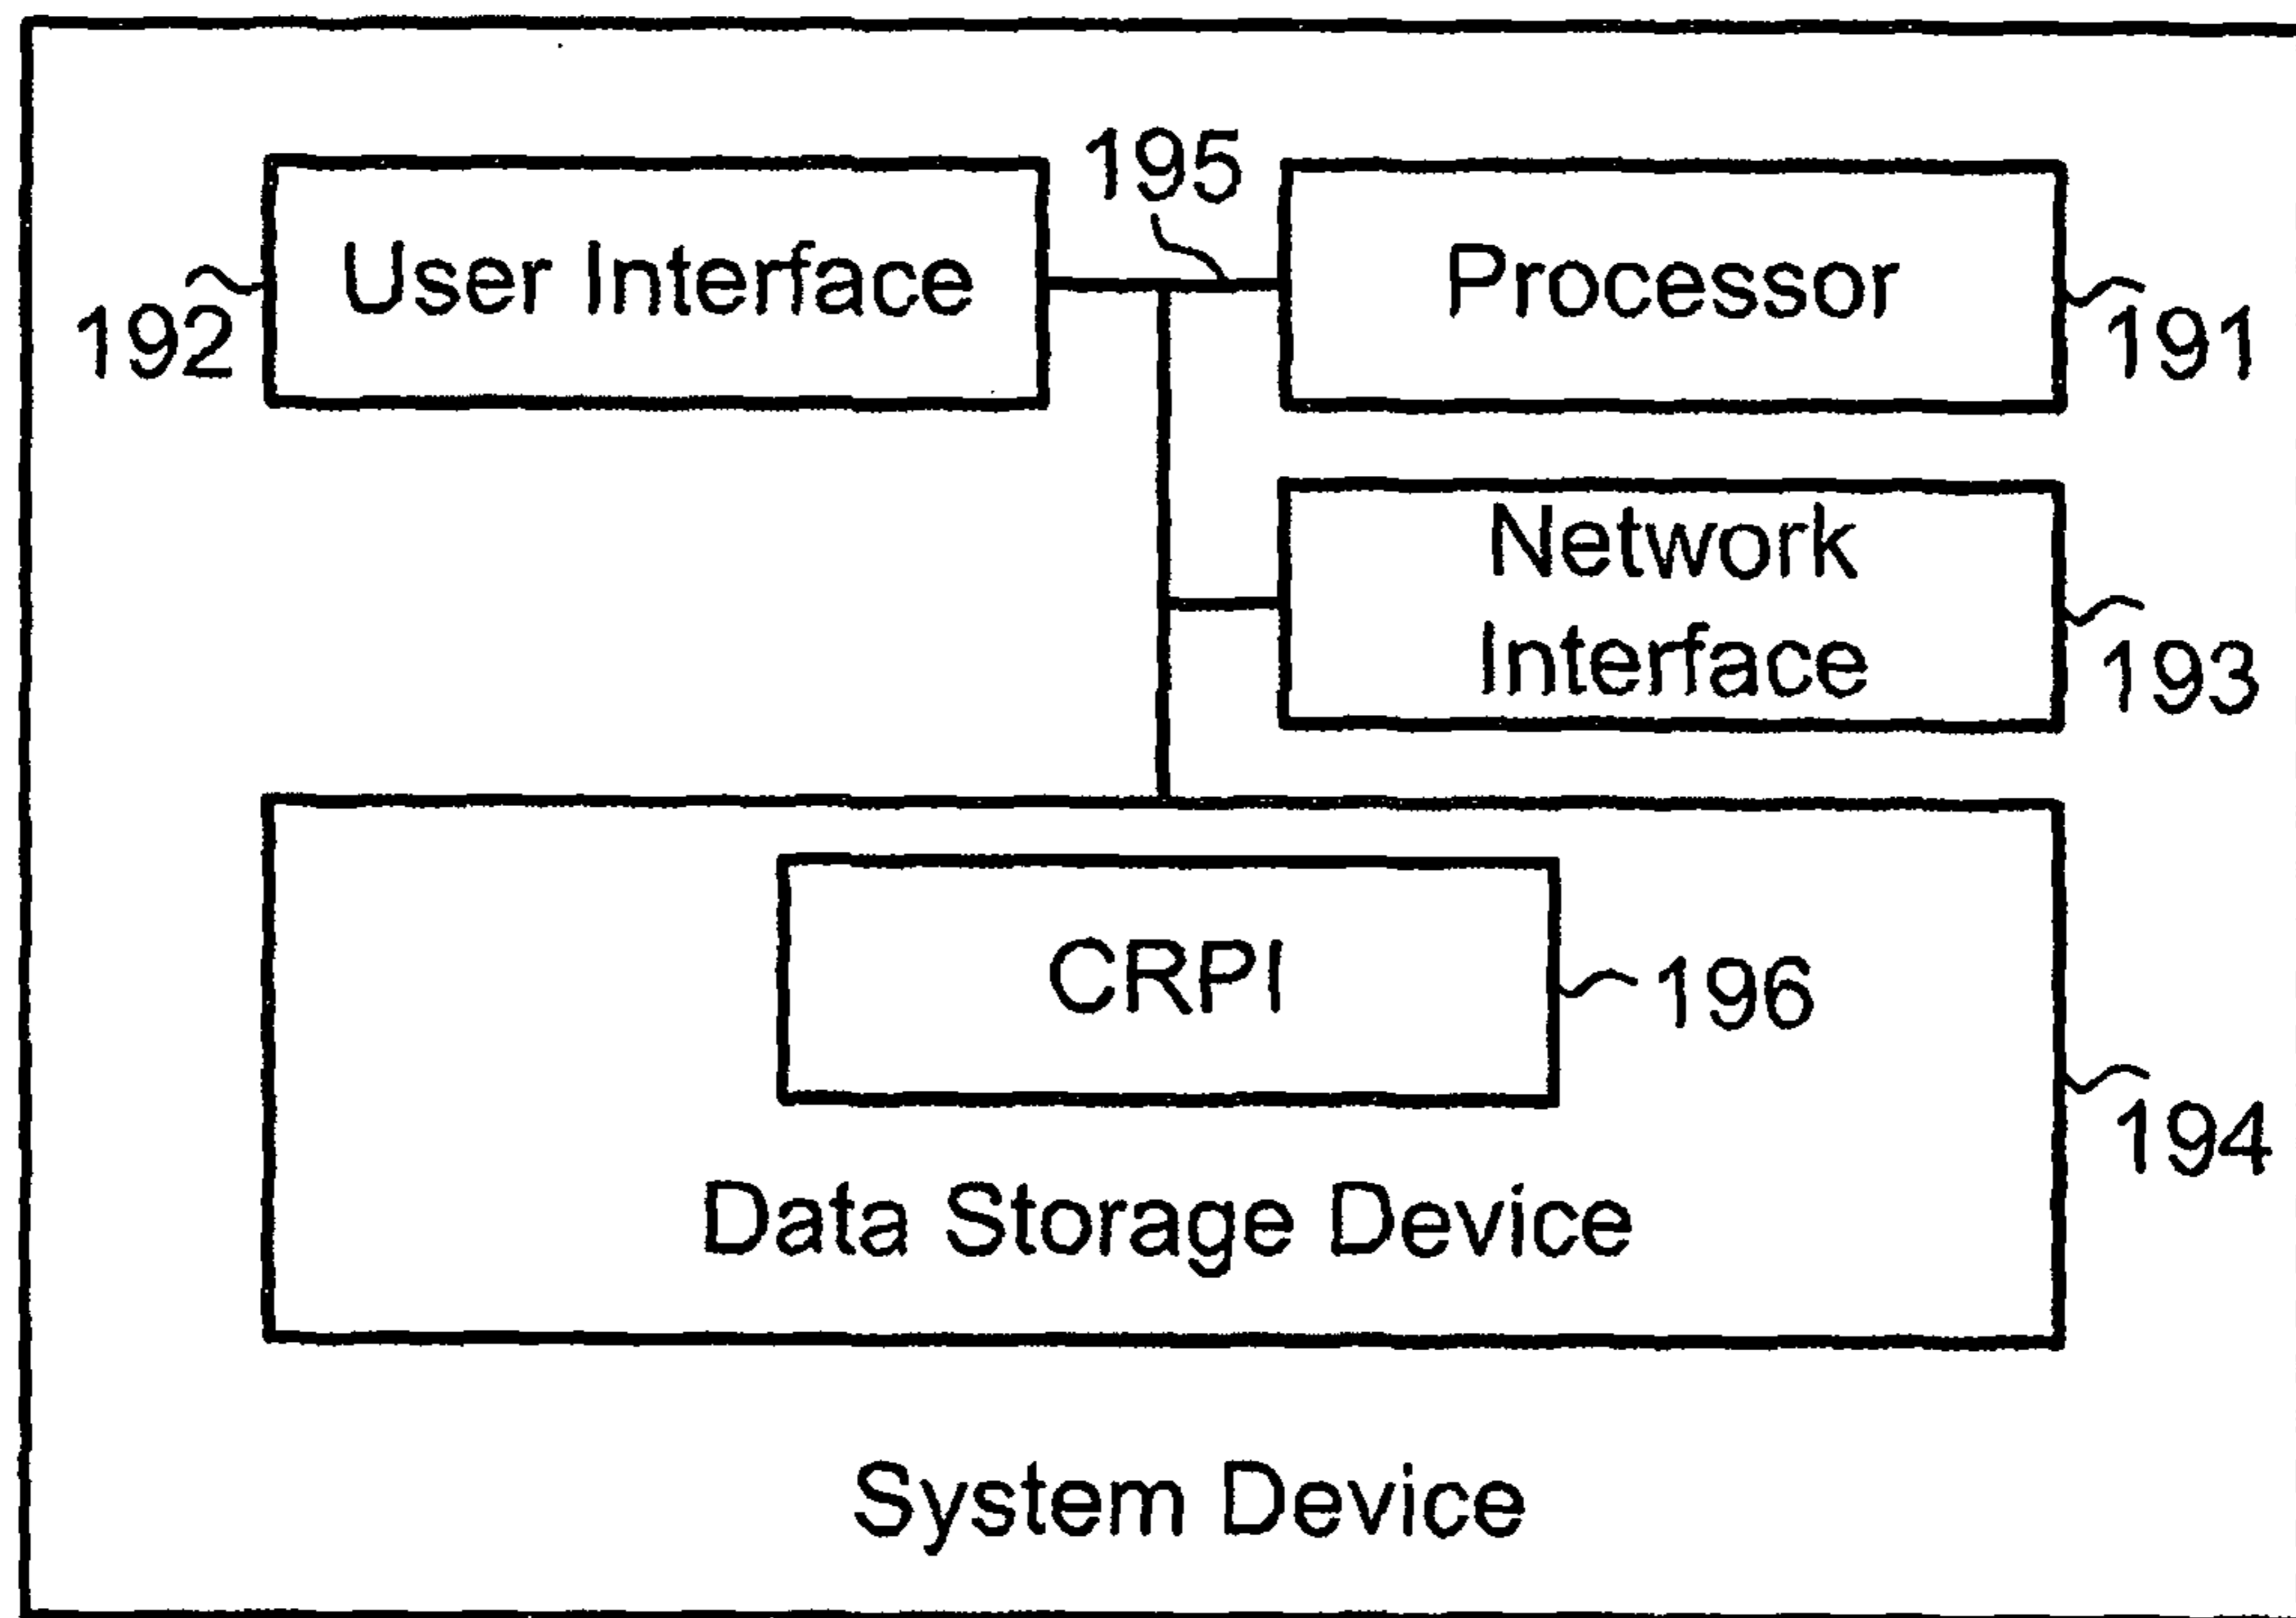 195
User Interface
Processor
192
191
Network
Interface
193
CRPI
196
194
Data Storage Device
System Device